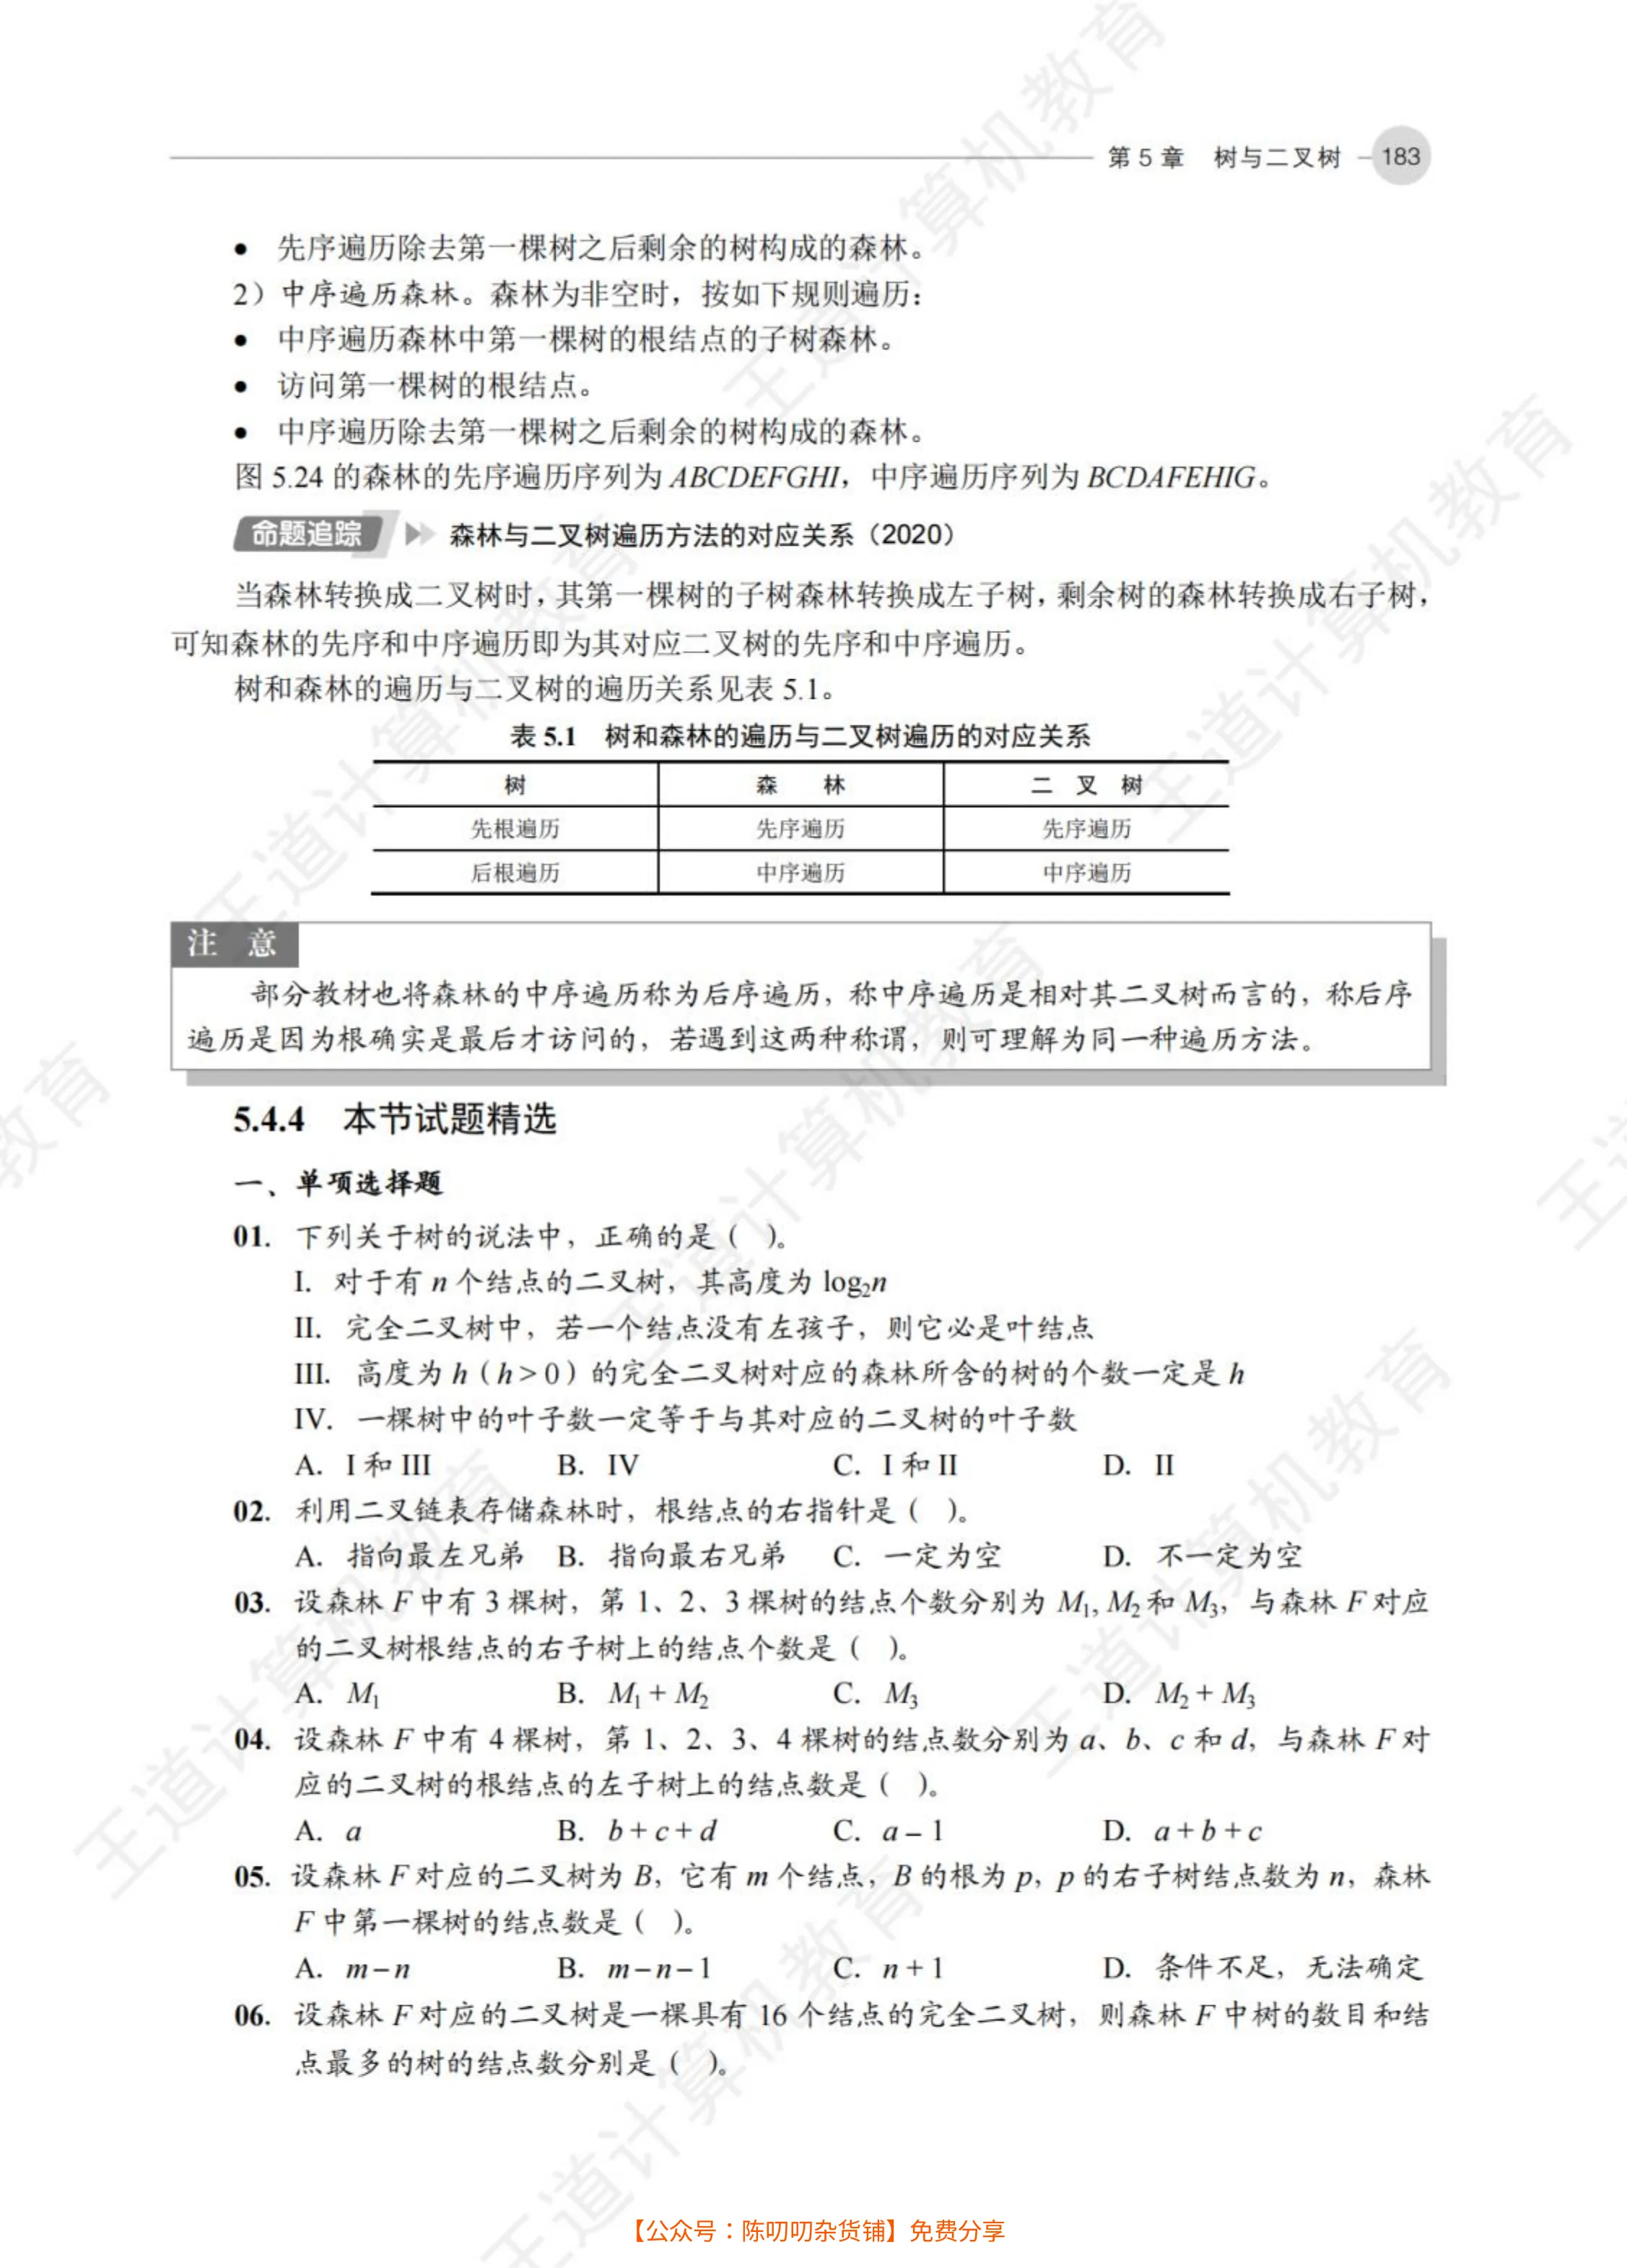 第 5 章 树与二叉树 183
● 先序遍历除去第一棵树之后剩余的树构成的森林。
2）中序遍历森林。森林为非空时，按如下规则遍历：
● 中序遍历森林中第一棵树的根结点的子树森林。
● 访问第一棵树的根结点。
● 中序遍历除去第一棵树之后剩余的树构成的森林。
图 5.24 的森林的先序遍历序列为 ABCDEFGHI，中序遍历序列为 BCDAFEHIG。
命题追踪 森林与二叉树遍历方法的对应关系（2020）
当森林转换成二叉树时，其第一棵树的子树森林转换成左子树，剩余树的森林转换成右子树，
可知森林的先序和中序遍历即为其对应二叉树的先序和中序遍历。
树和森林的遍历与二叉树的遍历关系见表 5.1。
表 5.1 树和森林的遍历与二叉树遍历的对应关系
树 森 林 二 叉 树
先根遍历 先序遍历 先序遍历
后根遍历 中序遍历 中序遍历
注 意
部分教材也将森林的中序遍历称为后序遍历，称中序遍历是相对其二叉树而言的，称后序
遍历是因为根确实是最后才访问的，若遇到这两种称谓，则可理解为同一种遍历方法。
5.4.4 本节试题精选
一、单项选择题
01. 下列关于树的说法中，正确的是（ ）。
I. 对于有 n 个结点的二叉树，其高度为 log₂n
II. 完全二叉树中，若一个结点没有左孩子，则它必是叶结点
III. 高度为 h（h > 0）的完全二叉树对应的森林所含的树的个数一定是 h
IV. 一棵树中的叶子数一定等于与其对应的二叉树的叶子数
A. I 和 III B. IV C. I 和 II D. II
02. 利用二叉链表存储森林时，根结点的右指针是（ ）。
A. 指向最左兄弟 B. 指向最右兄弟 C. 一定为空 D. 不一定为空
03. 设森林 F 中有 3 棵树，第 1、2、3 棵树的结点个数分别为 M₁, M₂ 和 M₃，与森林 F 对应
的二叉树根结点的右子树上的结点个数是（ ）。
A. M₁ B. M₁ + M₂ C. M₃ D. M₂ + M₃
04. 设森林 F 中有 4 棵树，第 1、2、3、4 棵树的结点数分别为 a、b、c 和 d，与森林 F 对
应的二叉树的根结点的左子树上的结点数是（ ）。
A. a B. b + c + d C. a – 1 D. a + b + c
05. 设森林 F 对应的二叉树为 B，它有 m 个结点，B 的根为 p，p 的右子树结点数为 n，森林
F 中第一棵树的结点数是（ ）。
A. m – n B. m – n – 1 C. n + 1 D. 条件不足，无法确定
06. 设森林 F 对应的二叉树是一棵具有 16 个结点的完全二叉树，则森林 F 中树的数目和结
点最多的树的结点数分别是（ ）。
【公众号：陈叨叨杂货铺】免费分享
王道计算机教育